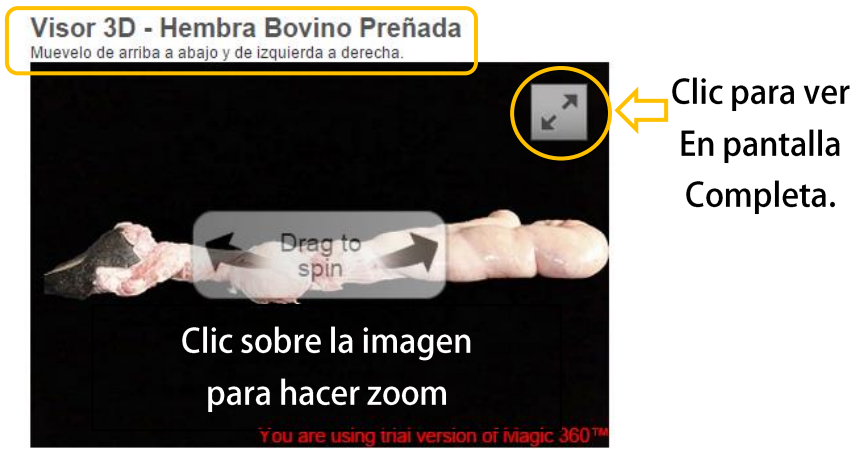 Visor 3D - Hembra Bovino Preñada
Muevelo de arriba a abajo y de izquierda a derecha.
Clic para ver
En pantalla
Completa.
Drag to
spin
Clic sobre la imagen
para hacer zoom
You are using trial version of Magic 360™